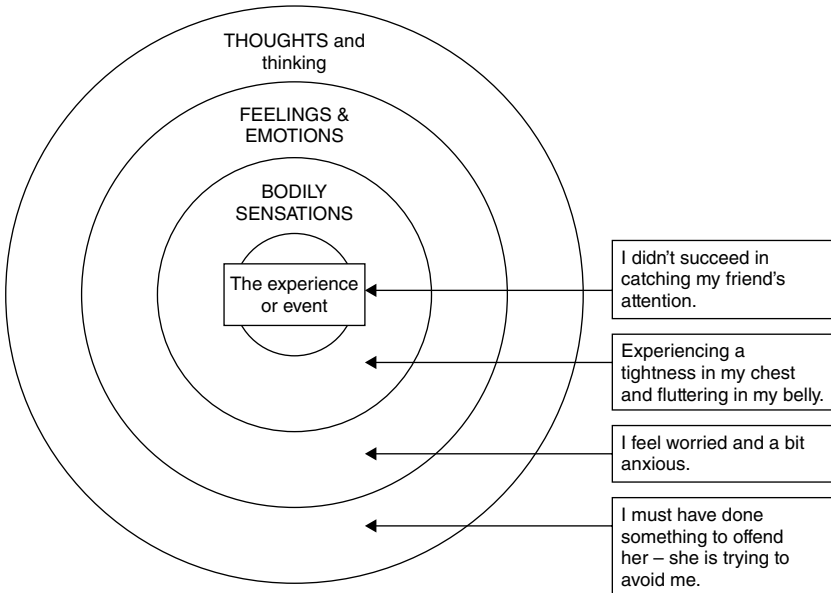 THOUGHTS and
thinking
FEELINGS &
EMOTIONS
BODILY
SENSATIONS
The experience
or event
I didn’t succeed in
catching my friend’s
attention.
Experiencing a
tightness in my chest
and fluttering in my belly.
I feel worried and a bit
anxious.
I must have done
something to offend
her – she is trying to
avoid me.